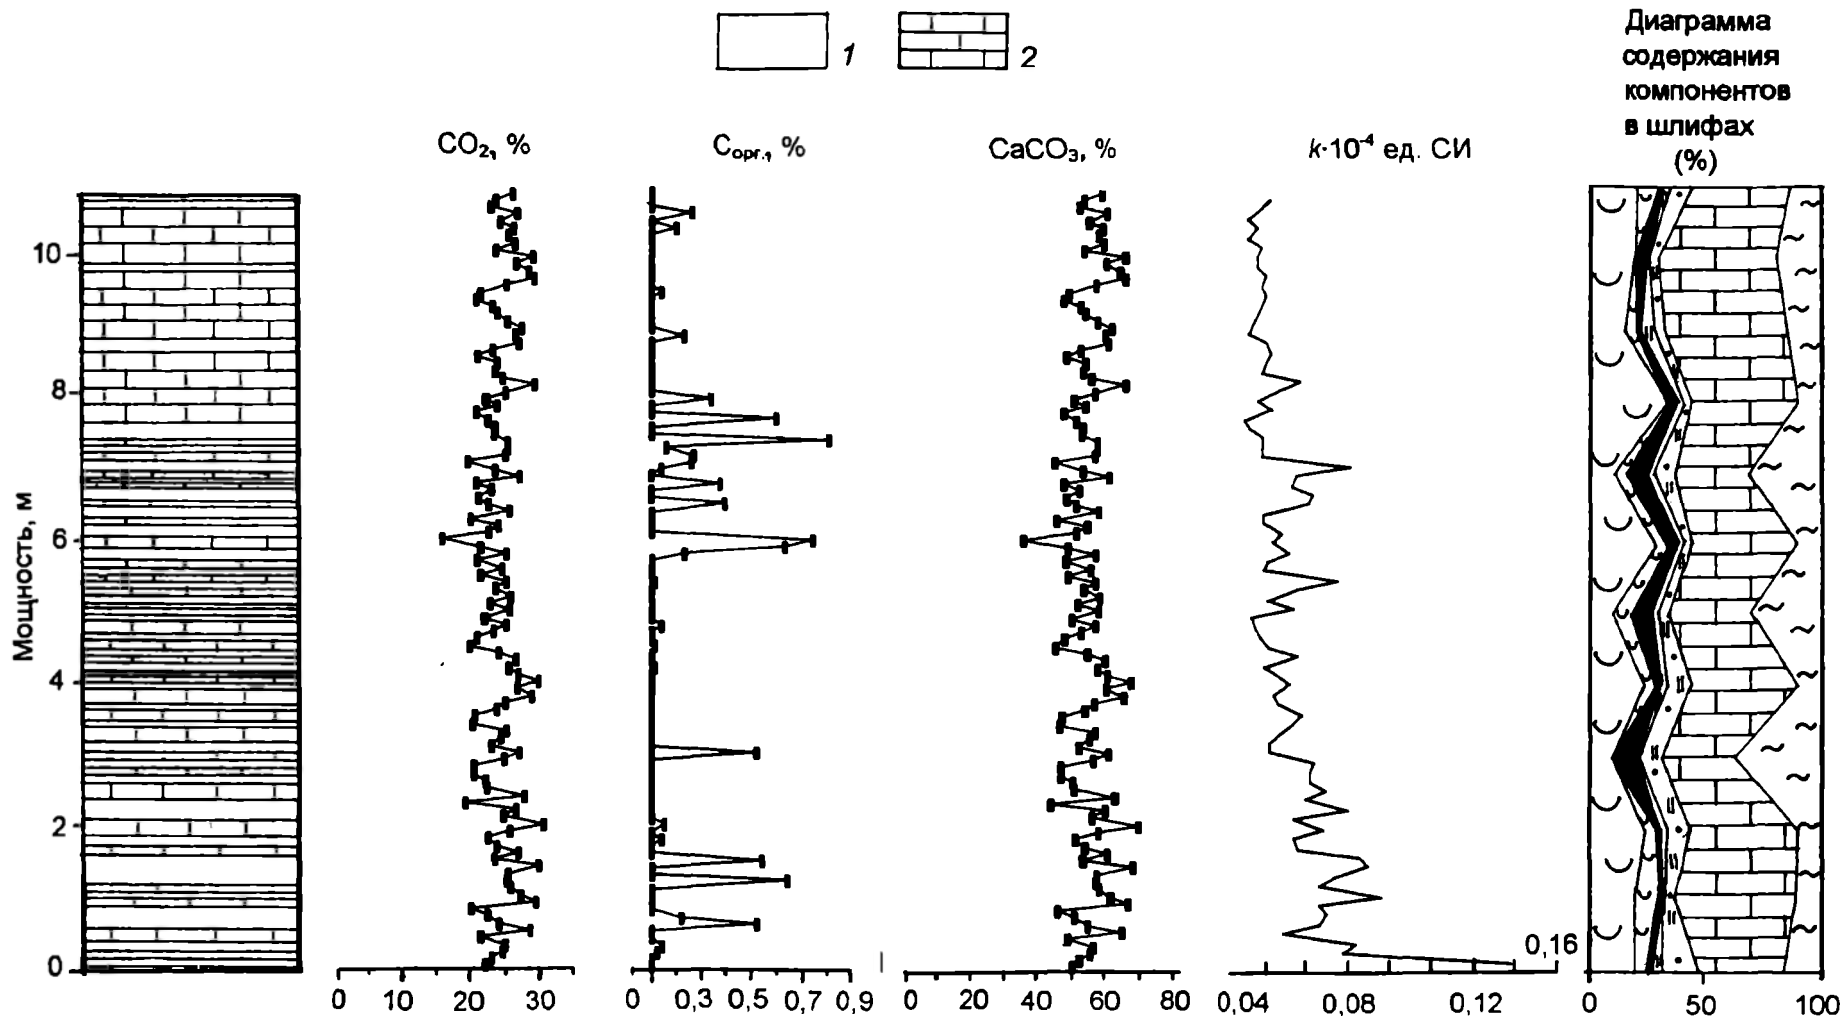 1
2
Диаграмма
содержания
компонентов
в шлифах
(%)
CO₂, %
Cорг., %
CaCO₃, %
k·10⁻⁴ ед. СИ
Мощность, м
10
8
6
4
2
0
0 10 20 30
0 0,3 0,5 0,7 0,9
0 20 40 60 80
0,04 0,08 0,12
0,16
0 50 100